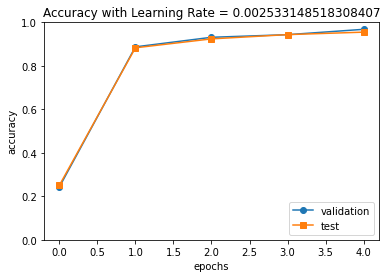 Accuracy with Learning Rate = 0.002533148518308407
1.0
0.8
0.6
0.4
0.2
0.0
accuracy
0.0 0.5 1.0 1.5 2.0 2.5 3.0 3.5 4.0
epochs
validation
test